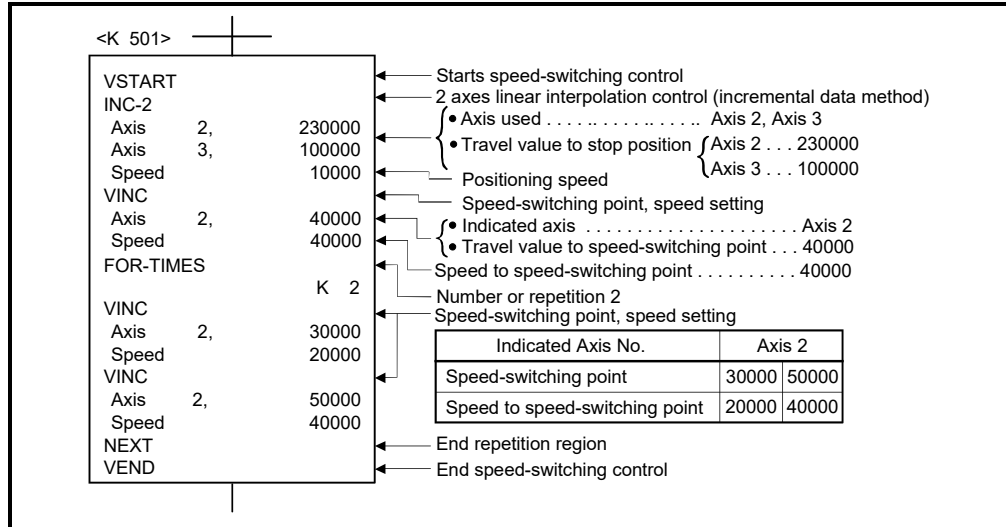 <K 501>
VSTART
INC-2
Axis 2, 230000
Axis 3, 100000
Speed 10000
VINC
Axis 2, 40000
Speed 40000
FOR-TIMES
K 2
VINC
Axis 2, 30000
Speed 20000
VINC
Axis 2, 50000
Speed 40000
NEXT
VEND
Starts speed-switching control
2 axes linear interpolation control (incremental data method)
• Axis used . . . . .. . . . . .. . . . .. Axis 2, Axis 3
• Travel value to stop position Axis 2 . . . 230000
Axis 3 . . . 100000
Positioning speed
Speed-switching point, speed setting
• Indicated axis . . . . . . . . . . . . . . . . . . . . . . Axis 2
• Travel value to speed-switching point . . . 40000
Speed to speed-switching point . . . . . . . . . . 40000
Number or repetition 2
Speed-switching point, speed setting
Indicated Axis No. Axis 2
Speed-switching point 30000 50000
Speed to speed-switching point 20000 40000
End repetition region
End speed-switching control